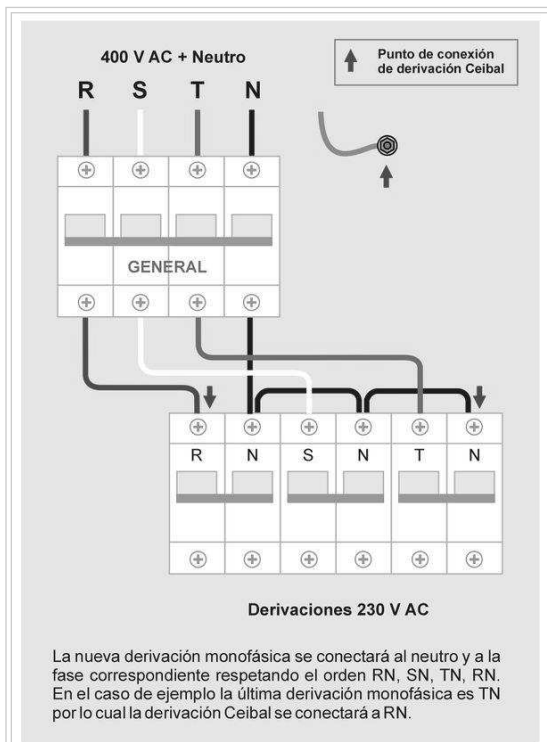 400 V AC + Neutro
Punto de conexión
de derivación Ceibal
R S T N
GENERAL
R N S N T N
Derivaciones 230 V AC
La nueva derivación monofásica se conectará al neutro y a la
fase correspondiente respetando el orden RN, SN, TN, RN.
En el caso de ejemplo la última derivación monofásica es TN
por lo cual la derivación Ceibal se conectará a RN.